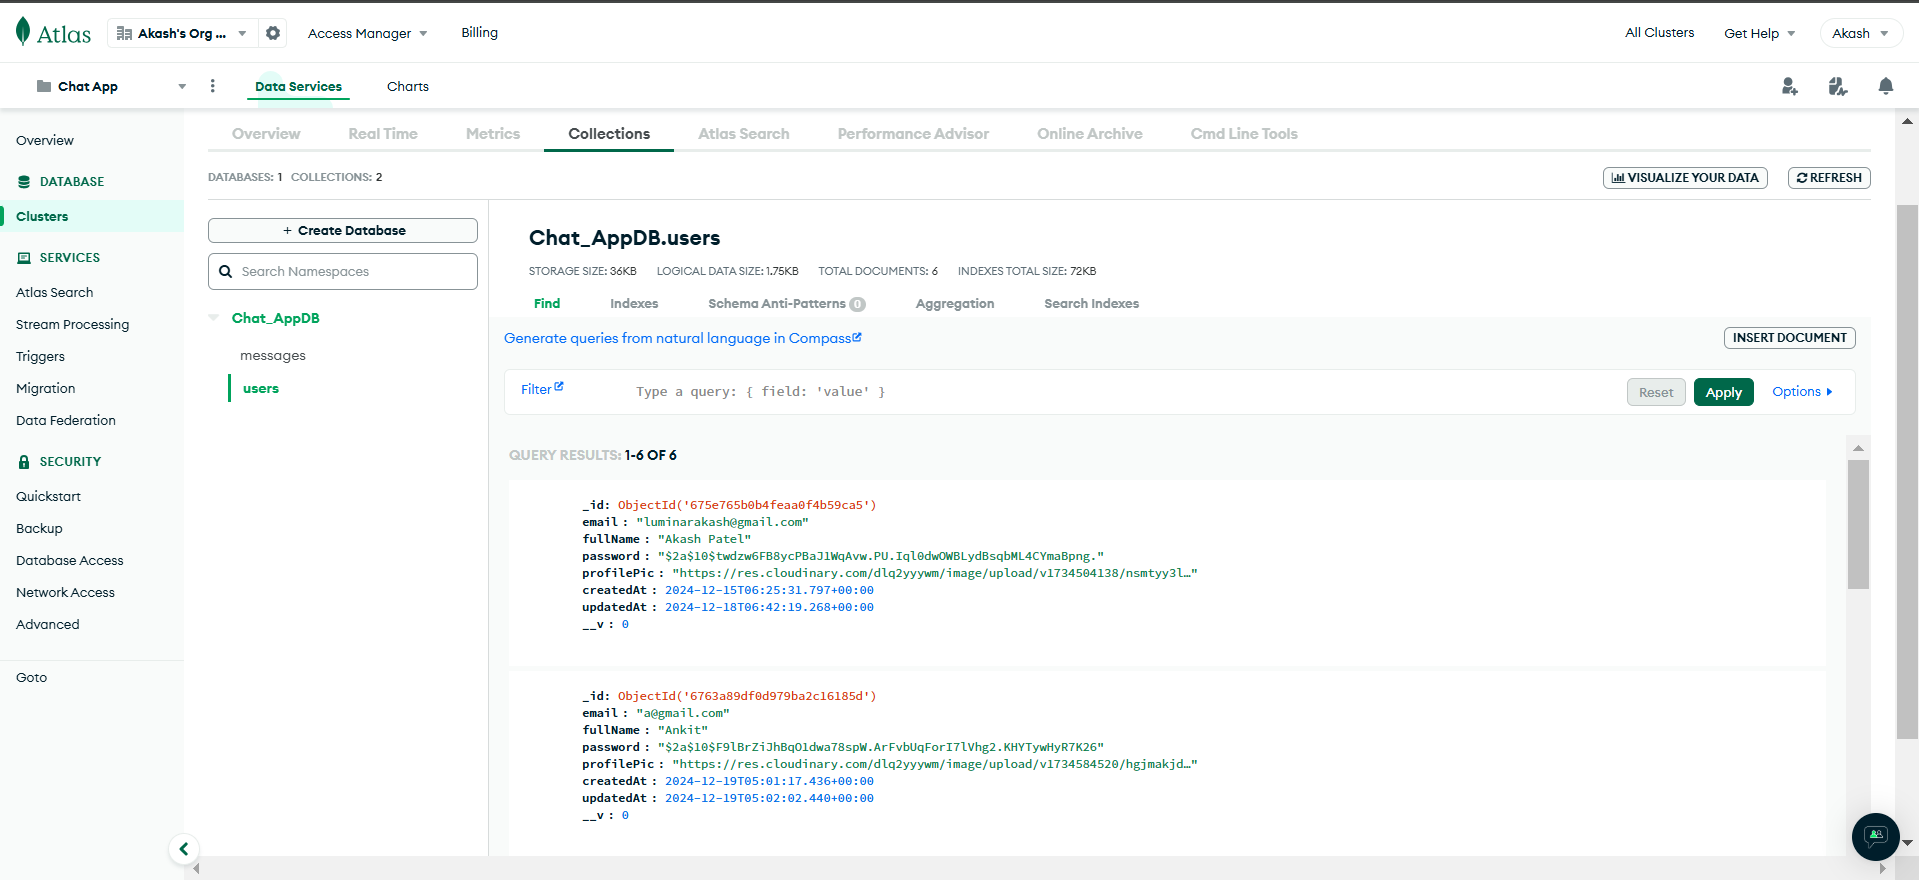 Atlas
Akash's Org ...
Access Manager
Billing
All Clusters
Get Help
Akash
Chat App
Data Services
Charts
Overview
DATABASE
Clusters
SERVICES
Atlas Search
Stream Processing
Triggers
Migration
Data Federation
SECURITY
Quickstart
Backup
Database Access
Network Access
Advanced
Goto
Overview
Real Time
Metrics
Collections
Atlas Search
Performance Advisor
Online Archive
Cmd Line Tools
DATABASES: 1 COLLECTIONS: 2
VISUALIZE YOUR DATA
REFRESH
+ Create Database
Search Namespaces
Chat_AppDB
messages
users
Chat_AppDB.users
STORAGE SIZE: 36KB LOGICAL DATA SIZE: 1.75KB TOTAL DOCUMENTS: 6 INDEXES TOTAL SIZE: 72KB
Find
Indexes
Schema Anti-Patterns 0
Aggregation
Search Indexes
Generate queries from natural language in Compass
INSERT DOCUMENT
Filter
Type a query: { field: 'value' }
Reset
Apply
Options
QUERY RESULTS: 1-6 OF 6
_id: ObjectId('675e765b0b4feaa0f4b59ca5')
email : "luminarakash@gmail.com"
fullName : "Akash Patel"
password : "$2a$10$twdzw6FB8ycPBaJ1WqAvw.PU.Iql0dwOWBLydBsqbML4CYmaBpng."
profilePic : "https://res.cloudinary.com/dlq2yyywm/image/upload/v1734504138/nsmtyy3l…"
createdAt : 2024-12-15T06:25:31.797+00:00
updatedAt : 2024-12-18T06:42:19.268+00:00
__v : 0
_id: ObjectId('6763a89df0d979ba2c16185d')
email : "a@gmail.com"
fullName : "Ankit"
password : "$2a$10$F9lBrZiJhBqO1dwa78spW.ArFvbUqForI7lVhg2.KHYTywHyR7K26"
profilePic : "https://res.cloudinary.com/dlq2yyywm/image/upload/v1734584520/hgjmakjd…"
createdAt : 2024-12-19T05:01:17.436+00:00
updatedAt : 2024-12-19T05:02:02.440+00:00
__v : 0